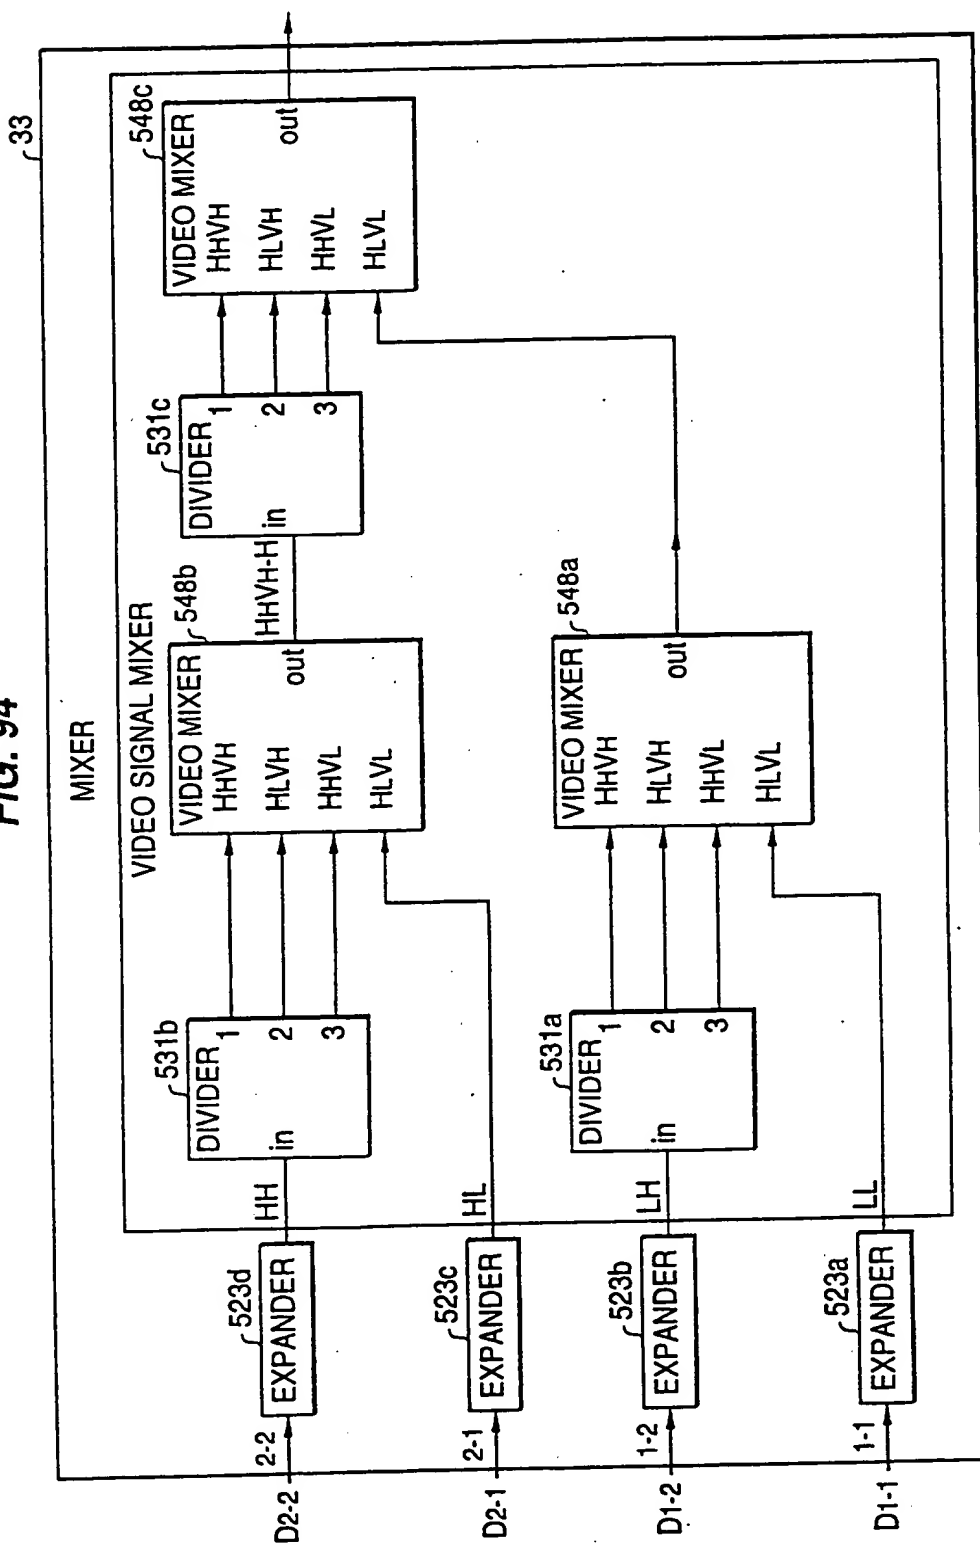 FIG. 94
33
MIXER
VIDEO SIGNAL MIXER
D2-2
2-2
523d
EXPANDER
HH
531b
DIVIDER
in
1
2
3
548b
VIDEO MIXER
HHVH
HLVH
HHVL
HLVL
out
HHVH-H
531c
DIVIDER
in
1
2
3
548c
VIDEO MIXER
HHVH
HLVH
HHVL
HLVL
out
D2-1
2-1
523c
EXPANDER
HL
D1-2
1-2
523b
EXPANDER
LH
531a
DIVIDER
in
1
2
3
548a
VIDEO MIXER
HHVH
HLVH
HHVL
HLVL
out
D1-1
1-1
523a
EXPANDER
LL